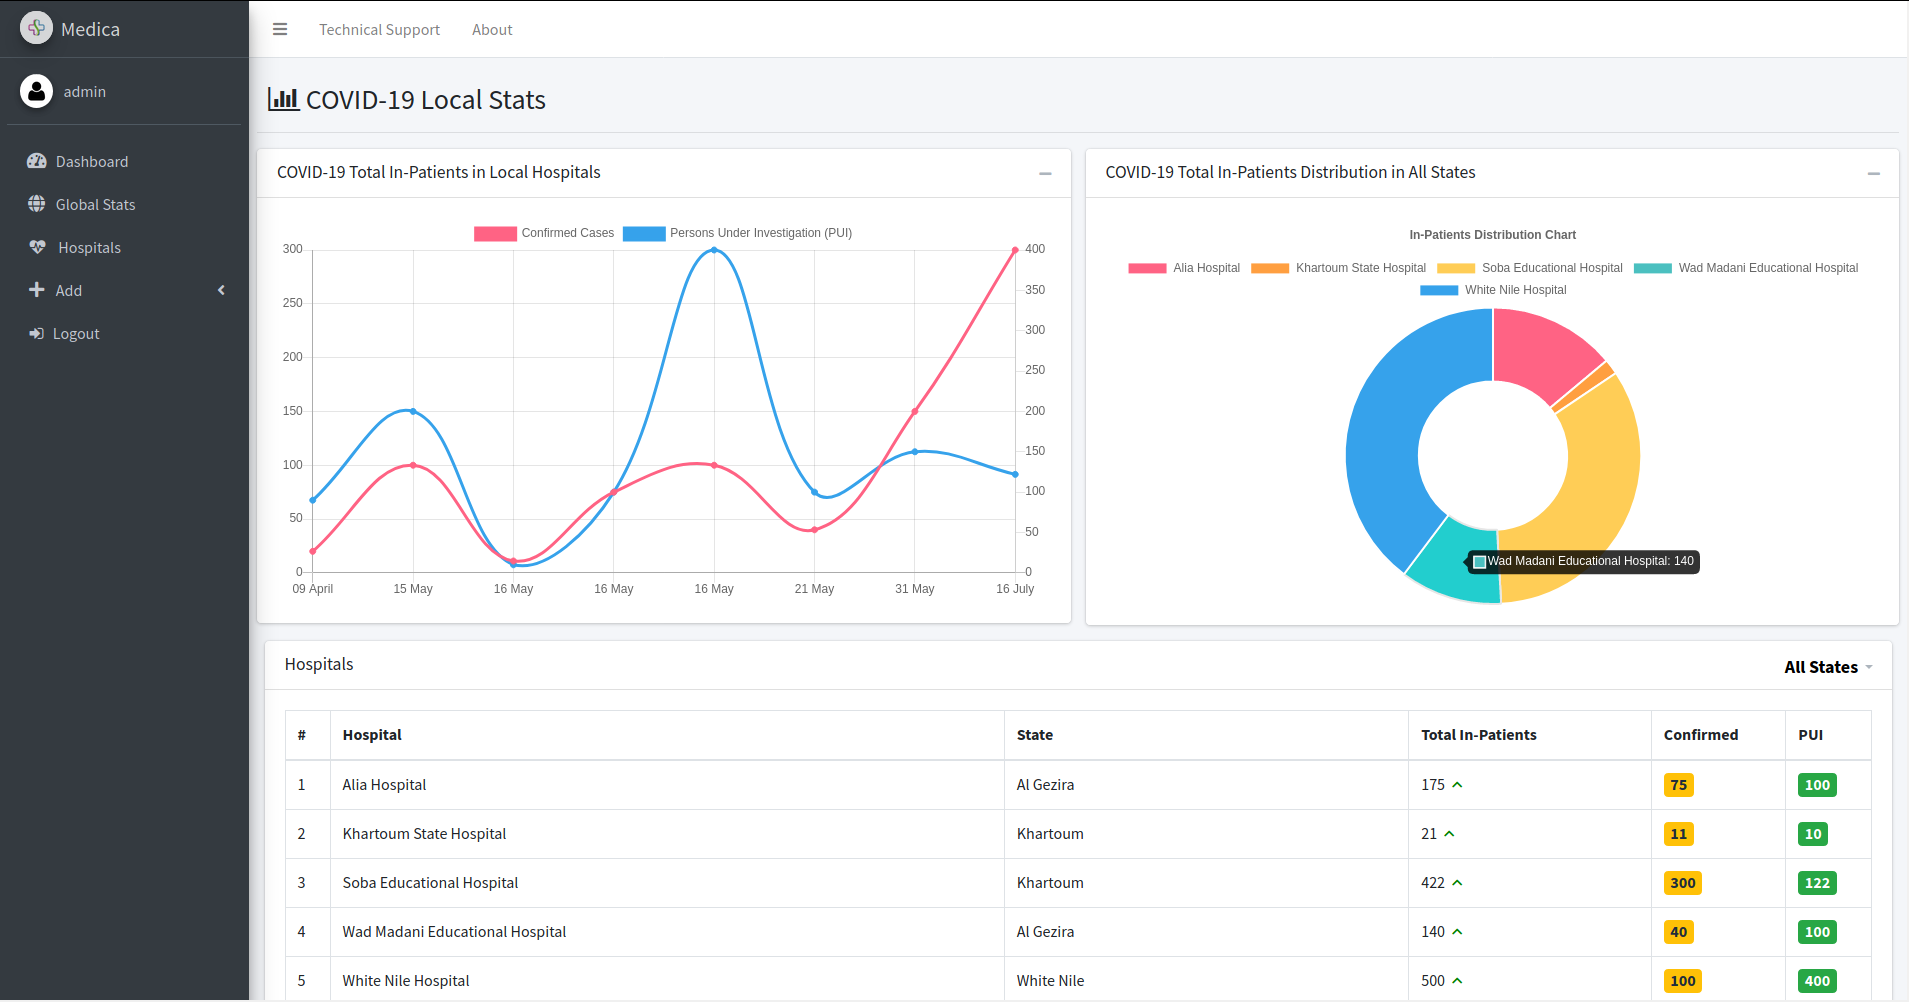 Medica
Technical Support About
admin
Dashboard
Global Stats
Hospitals
Add
Logout
COVID-19 Local Stats
COVID-19 Total In-Patients in Local Hospitals
Confirmed Cases Persons Under Investigation (PUI)
300 400
350
250
300
200
250
150 200
150
100
100
50
50
0 0
09 April 15 May 16 May 16 May 16 May 21 May 31 May 16 July
COVID-19 Total In-Patients Distribution in All States
In-Patients Distribution Chart
Alia Hospital Khartoum State Hospital Soba Educational Hospital Wad Madani Educational Hospital
White Nile Hospital
Wad Madani Educational Hospital: 140
Hospitals All States
# Hospital State Total In-Patients Confirmed PUI
1 Alia Hospital Al Gezira 175 75 100
2 Khartoum State Hospital Khartoum 21 11 10
3 Soba Educational Hospital Khartoum 422 300 122
4 Wad Madani Educational Hospital Al Gezira 140 40 100
5 White Nile Hospital White Nile 500 100 400